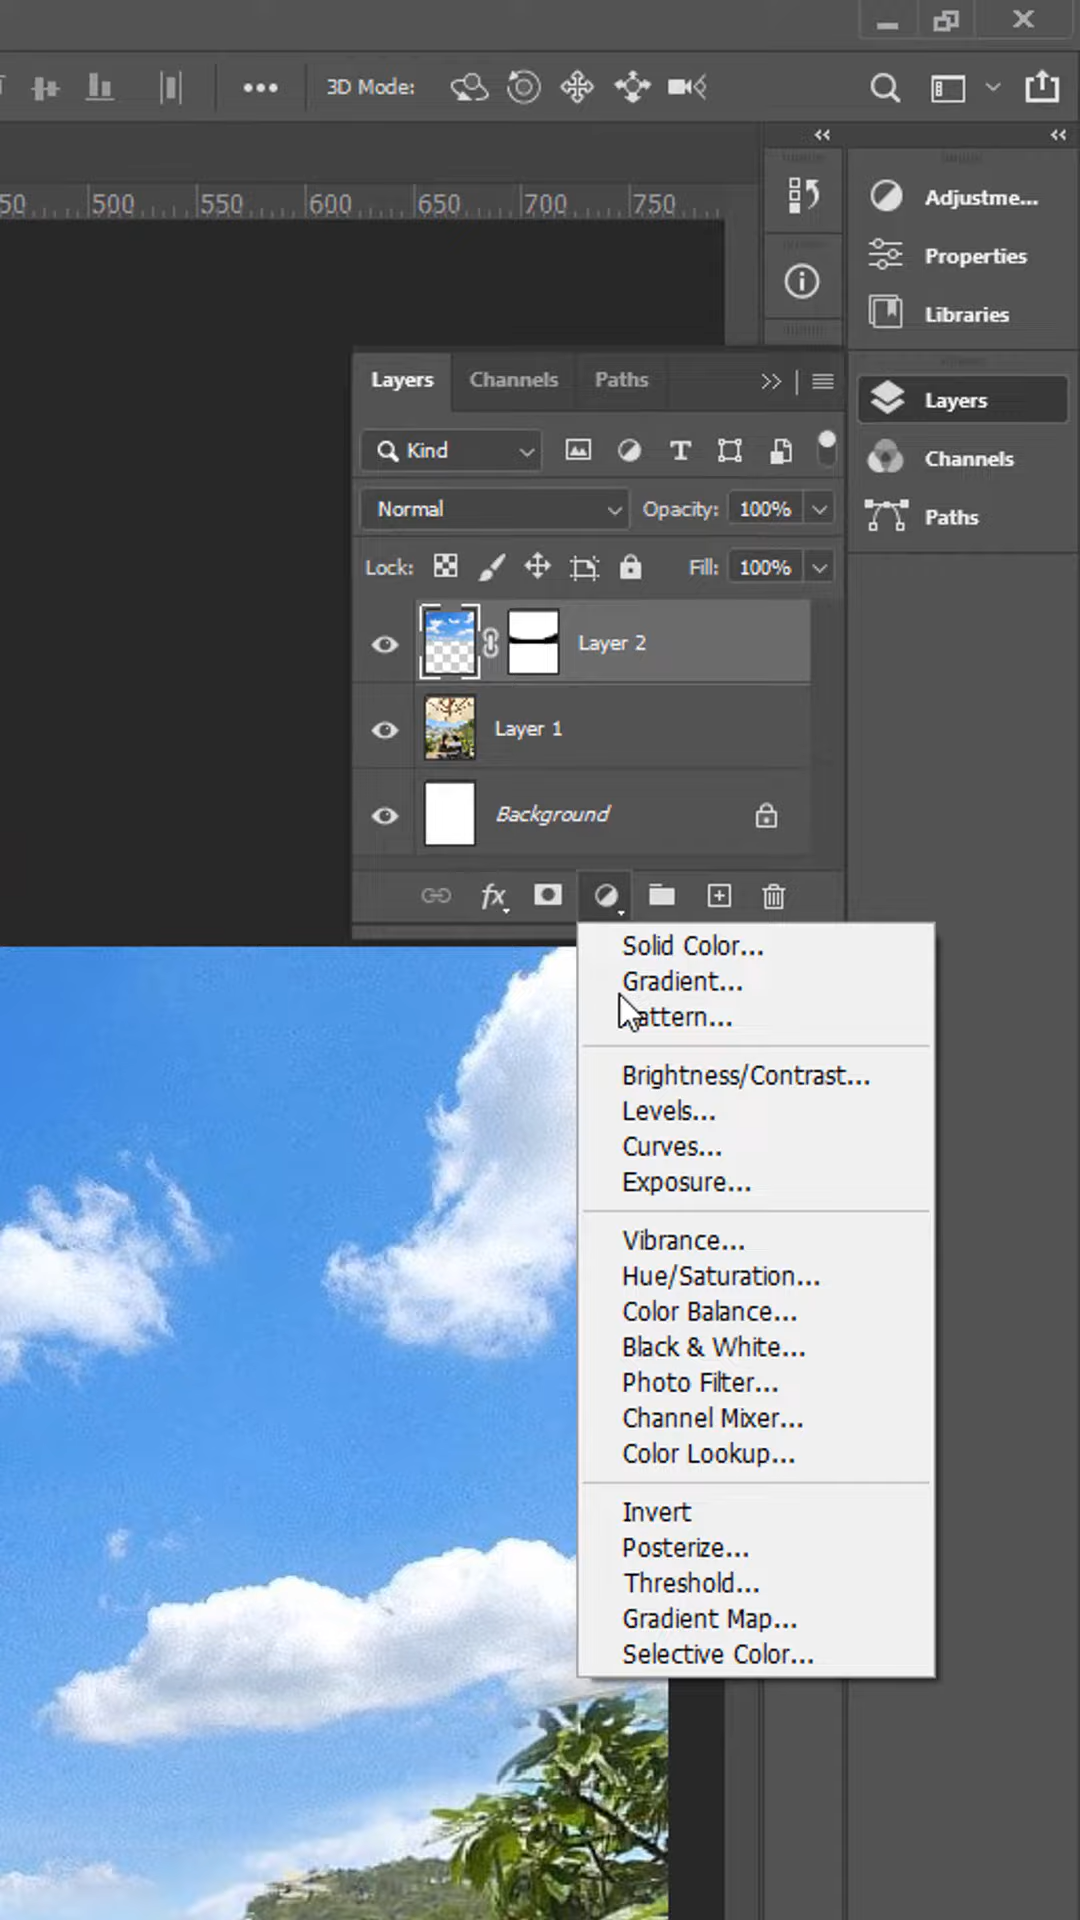 3D Mode:
50 500 550 600 650 700 750
Adjustme...
Properties
Libraries
Layers
Channels
Paths
Layers Channels Paths
Kind
Normal Opacity: 100%
Lock: Fill: 100%
Layer 2
Layer 1
Background
fx
Solid Color...
Gradient...
attern...
Brightness/Contrast...
Levels...
Curves...
Exposure...
Vibrance...
Hue/Saturation...
Color Balance...
Black & White...
Photo Filter...
Channel Mixer...
Color Lookup...
Invert
Posterize...
Threshold...
Gradient Map...
Selective Color...